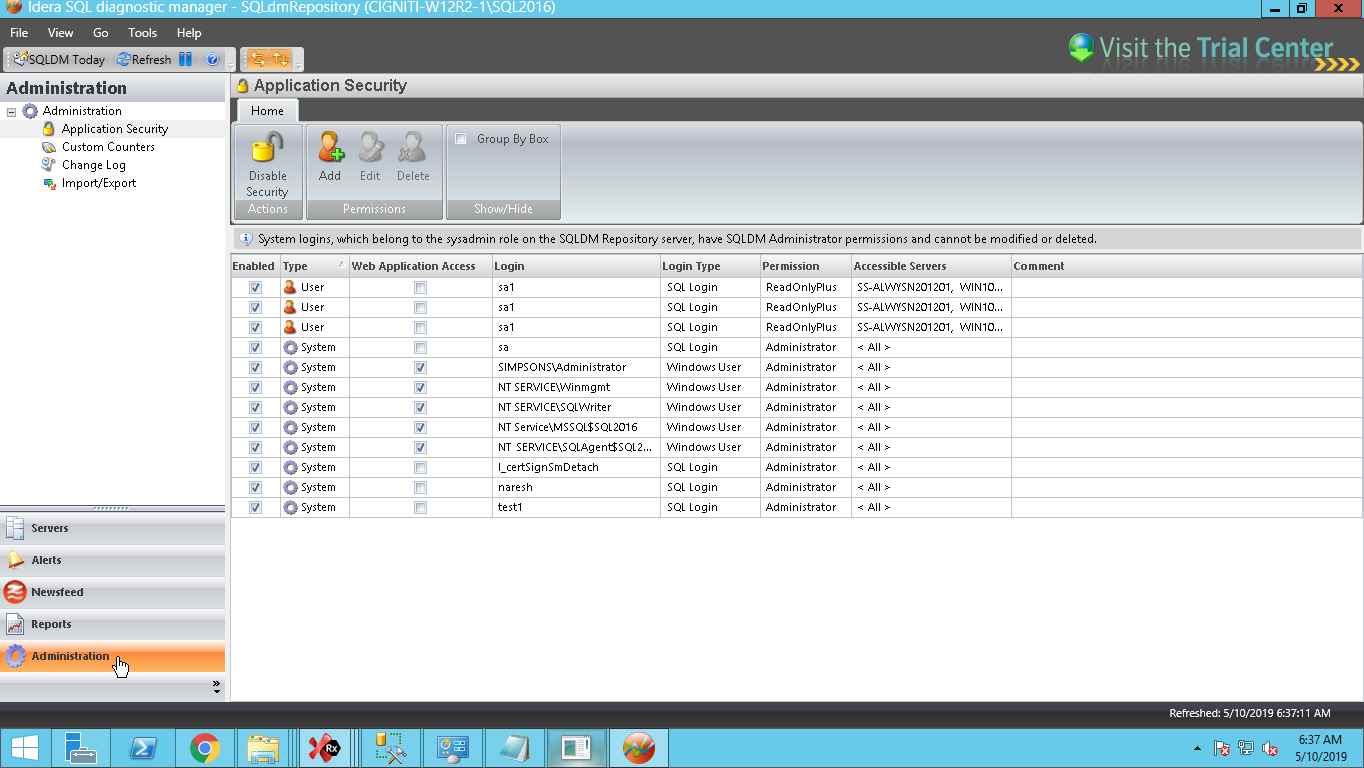 Idera SQL diagnostic manager - SQLdmRepository (CIGNITI-W12R2-1\SQL2016)
File View Go Tools Help
SQLDM Today Refresh
Visit the Trial Center
Administration
Administration
Application Security
Custom Counters
Change Log
Import/Export
Servers
Alerts
Newsfeed
Reports
Administration
Application Security
Home
Disable Security
Actions
Add Edit Delete
Permissions
Group By Box
Show/Hide
System logins, which belong to the sysadmin role on the SQLDM Repository server, have SQLDM Administrator permissions and cannot be modified or deleted.
Enabled Type Web Application Access Login Login Type Permission Accessible Servers Comment
User sa1 SQL Login ReadOnlyPlus SS-ALWYSN201201, WIN10...
User sa1 SQL Login ReadOnlyPlus SS-ALWYSN201201, WIN10...
User sa1 SQL Login ReadOnlyPlus SS-ALWYSN201201, WIN10...
System sa SQL Login Administrator < All >
System SIMPSONS\Administrator Windows User Administrator < All >
System NT SERVICE\Winmgmt Windows User Administrator < All >
System NT SERVICE\SQLWriter Windows User Administrator < All >
System NT Service\MSSQL$SQL2016 Windows User Administrator < All >
System NT SERVICE\SQLAgent$SQL2... Windows User Administrator < All >
System l_certSignSmDetach SQL Login Administrator < All >
System naresh SQL Login Administrator < All >
System test1 SQL Login Administrator < All >
Refreshed: 5/10/2019 6:37:11 AM
Rx
6:37 AM
5/10/2019